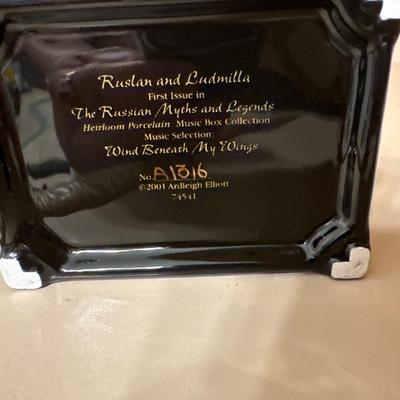 Ruslan and Ludmilla
First Issue in
The Russian Myths and Legends
Heirloom Porcelain Music Box Collection
Music Selection:
Wind Beneath My Wings
No. A1316
©2001 Ardleigh Elliott
74541